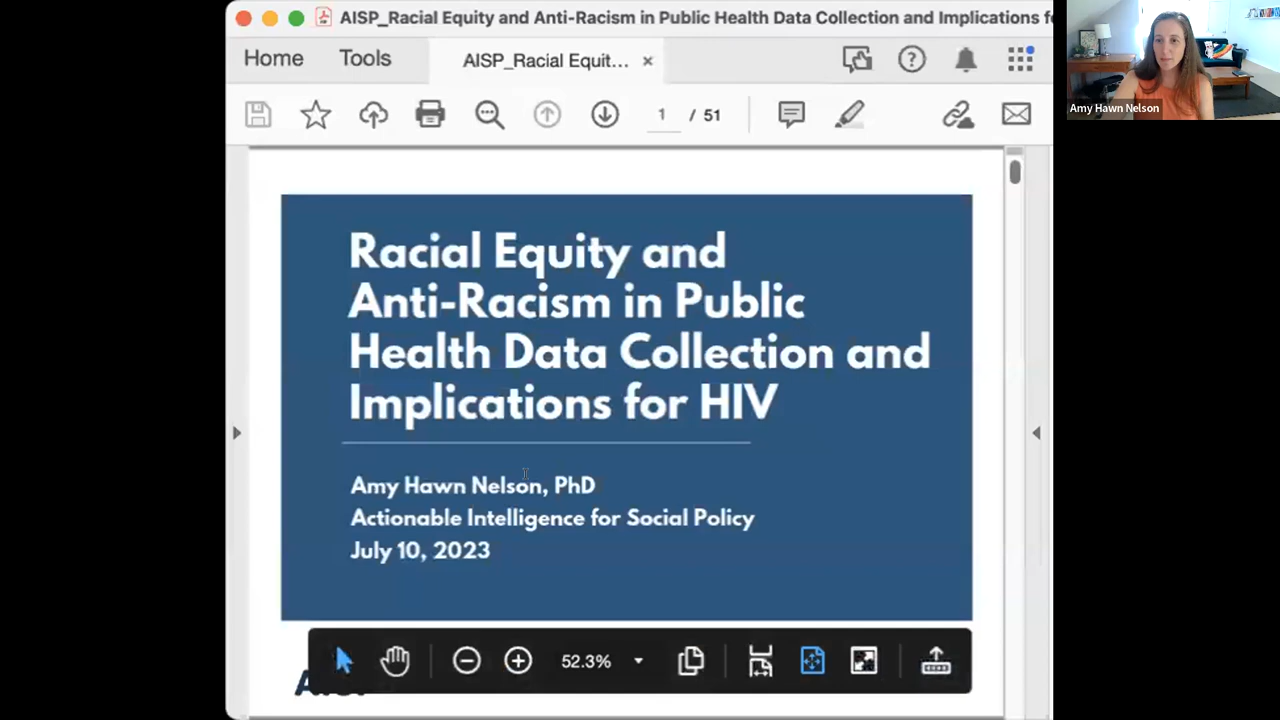 AISP_Racial Equity and Anti-Racism in Public Health Data Collection and Implications f
Home
Tools
AISP_Racial Equit...
1 / 51
Racial Equity and
Anti-Racism in Public
Health Data Collection and
Implications for HIV
Amy Hawn Nelson, PhD
Actionable Intelligence for Social Policy
July 10, 2023
52.3%
Amy Hawn Nelson